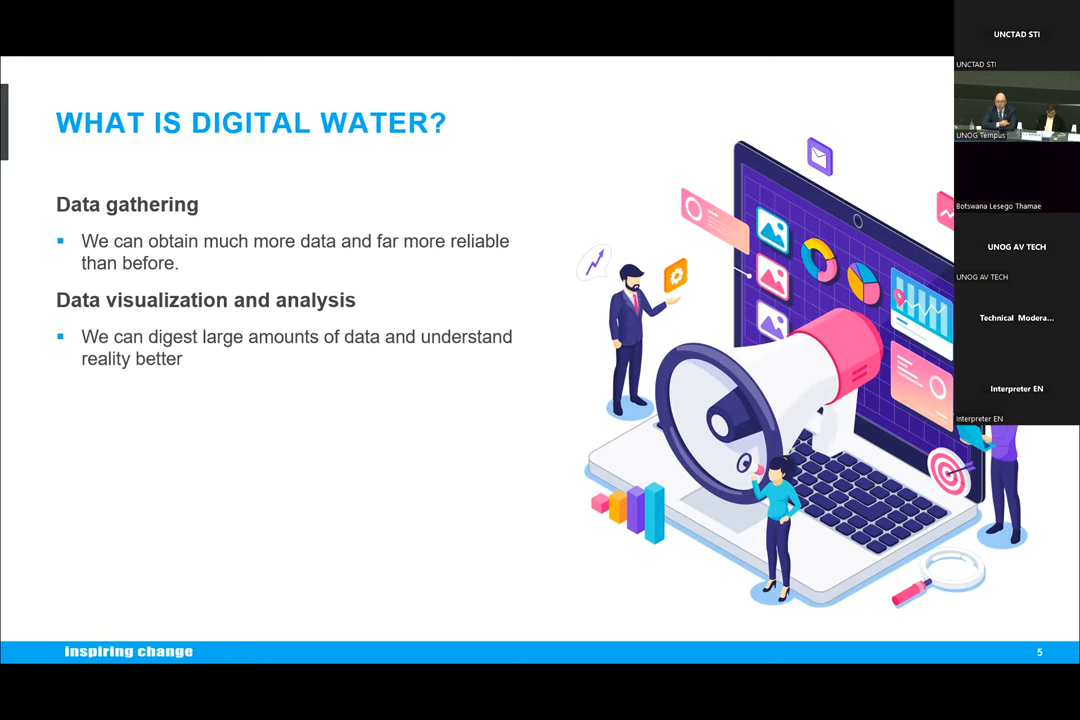 WHAT IS DIGITAL WATER?
Data gathering
We can obtain much more data and far more reliable
than before.
Data visualization and analysis
We can digest large amounts of data and understand
reality better
inspiring change
5
UNCTAD STI
UNCTAD STI
UNOG Tempus
Botswana Lesego Thamae
UNOG AV TECH
UNOG AV TECH
Technical Modera...
Interpreter EN
Interpreter EN